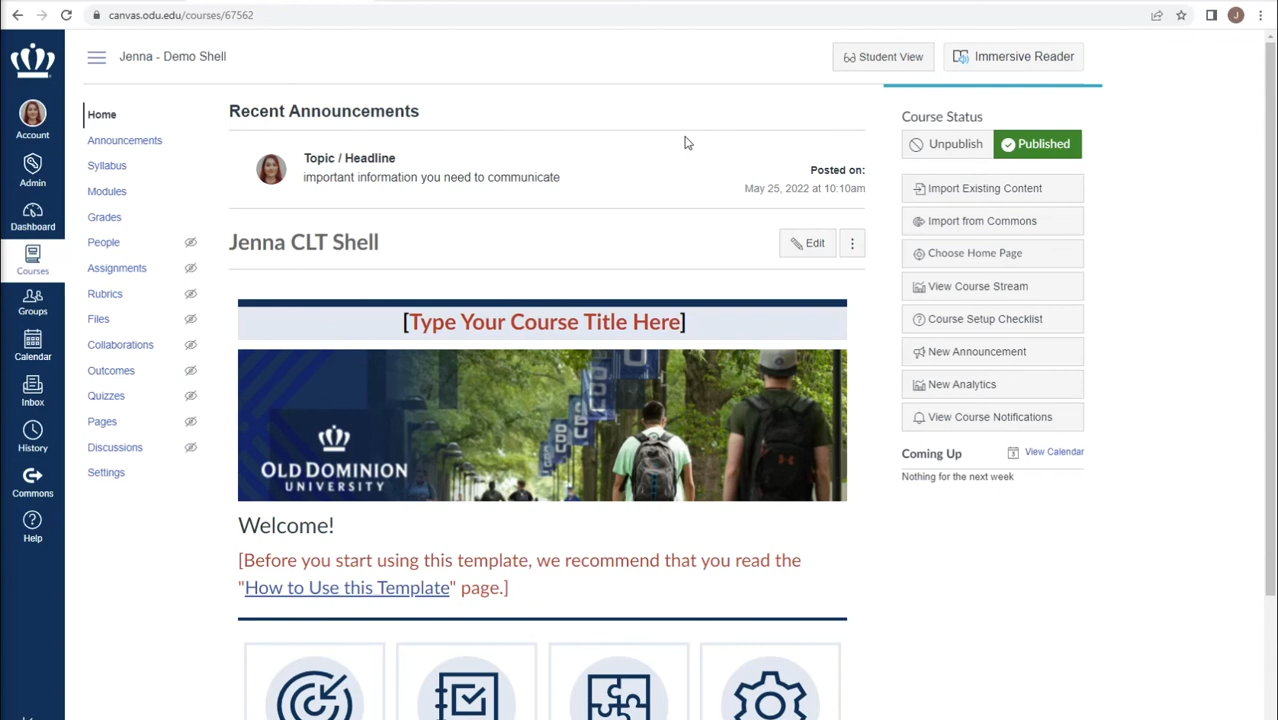 canvas.odu.edu/courses/67562
J
Jenna - Demo Shell
Student View
Immersive Reader
Account
Admin
Dashboard
Courses
Groups
Calendar
Inbox
History
Commons
Help
Home
Announcements
Syllabus
Modules
Grades
People
Assignments
Rubrics
Files
Collaborations
Outcomes
Quizzes
Pages
Discussions
Settings
Recent Announcements
Topic / Headline
important information you need to communicate
Posted on:
May 25, 2022 at 10:10am
Jenna CLT Shell
Edit
[Type Your Course Title Here]
OLD DOMINION
UNIVERSITY
Welcome!
[Before you start using this template, we recommend that you read the
"How to Use this Template" page.]
Course Status
Unpublish
Published
Import Existing Content
Import from Commons
Choose Home Page
View Course Stream
Course Setup Checklist
New Announcement
New Analytics
View Course Notifications
Coming Up
View Calendar
Nothing for the next week